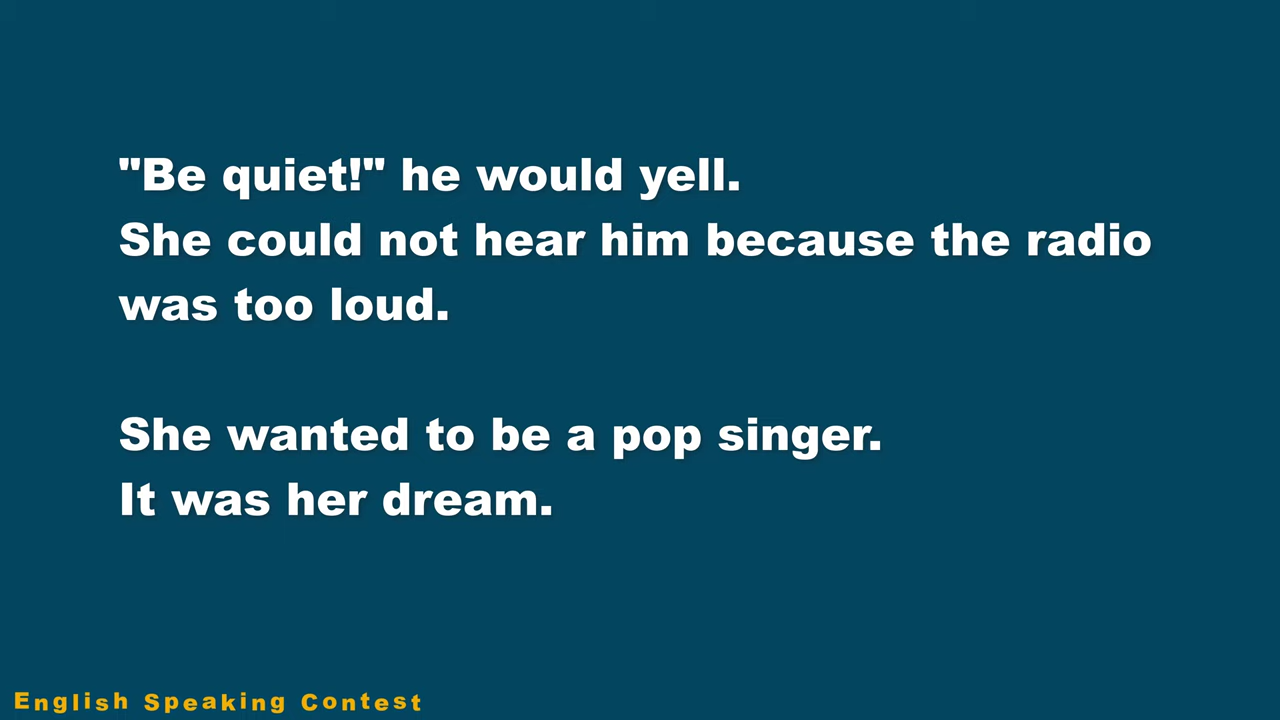 "Be quiet!" he would yell.
She could not hear him because the radio
was too loud.
She wanted to be a pop singer.
It was her dream.
English Speaking Contest